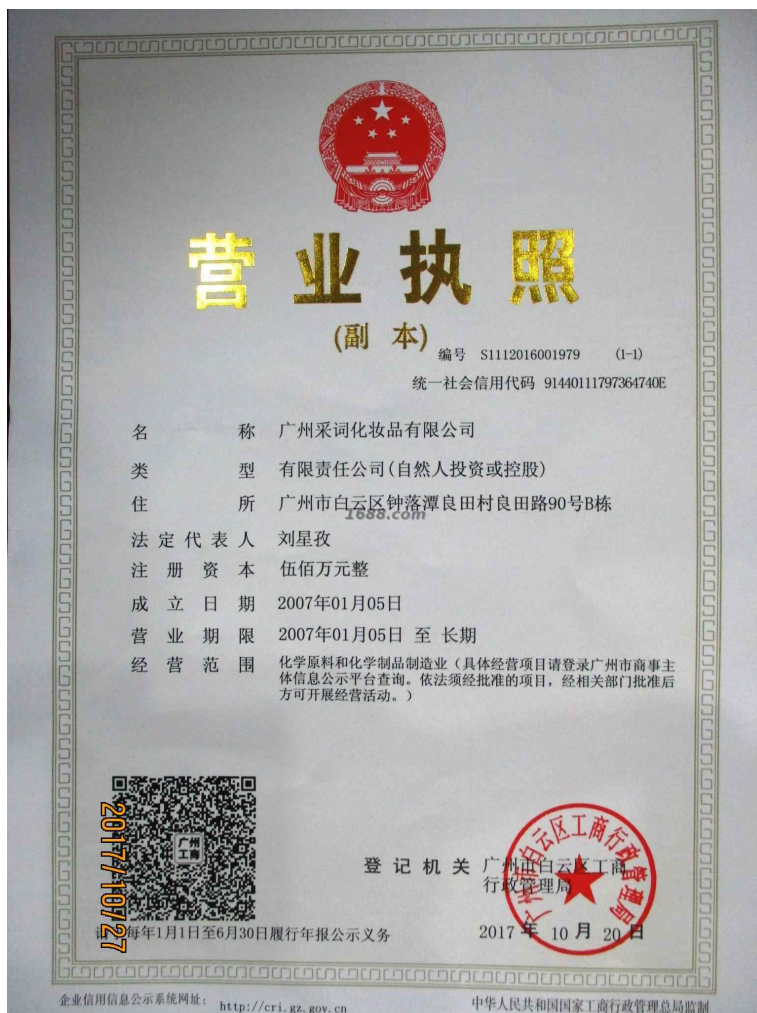 营业执照
(副本)
编号 S1112016001979 (1-1)
统一社会信用代码 91440111797364740E
名称 广州采词化妆品有限公司
类型 有限责任公司(自然人投资或控股)
住所 广州市白云区钟落潭良田村良田路90号B栋
1688.com
法定代表人 刘星孜
注册资本 伍佰万元整
成立日期 2007年01月05日
营业期限 2007年01月05日 至 长期
经营范围 化学原料和化学制品制造业（具体经营项目请登录广州市商事主
体信息公示平台查询。依法须经批准的项目，经相关部门批准后
方可开展经营活动。）
广州
工商
2017/10/27
登记机关 广州市白云区工商
行政管理局
广州市白云区工商行政管理局
2017 年 10 月 20 日
每年1月1日至6月30日履行年报公示义务
企业信用信息公示系统网址： http://cri.gz.gov.cn
中华人民共和国国家工商行政管理总局监制